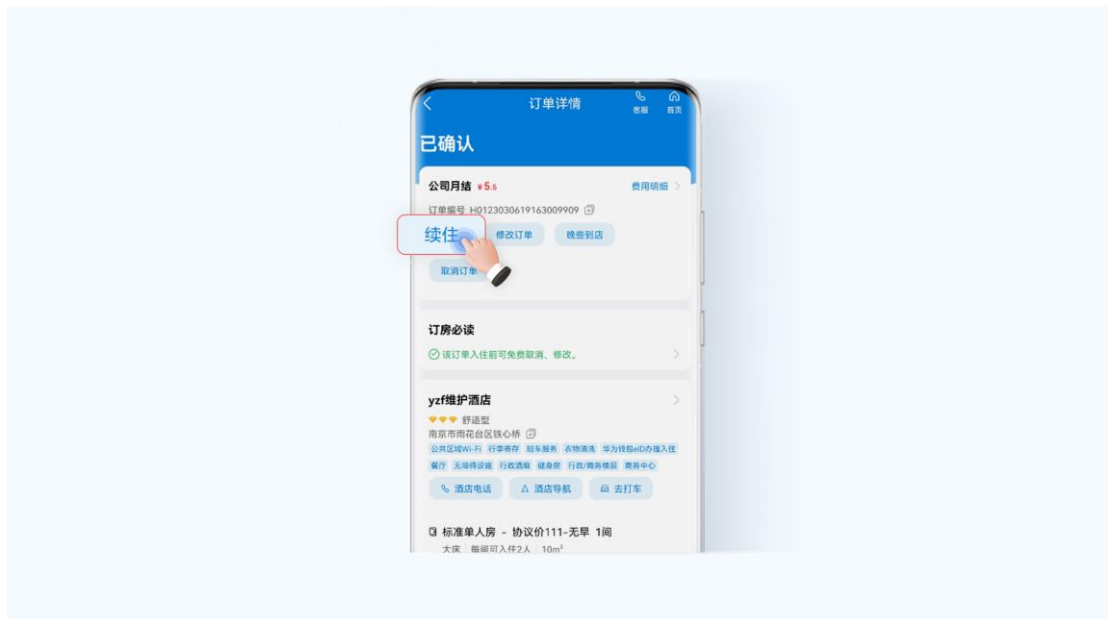 订单详情
客服 首页
已确认
公司月结 ¥5.5 费用明细
订单编号 H0123030619163009909
续住 修改订单 晚些到店
取消订单
订房必读
该订单入住前可免费取消、修改。
yzf维护酒店
舒适型
南京市雨花台区铁心桥
公共区域Wi-Fi 行李寄存 班车服务 衣物清洗 华为钱包eID办理入住
餐厅 无障碍设施 行政酒廊 健身房 行政/商务楼层 商务中心
酒店电话 酒店导航 去打车
标准单人房 - 协议价111-无早 1间
大床 每间可入住2人 10m²